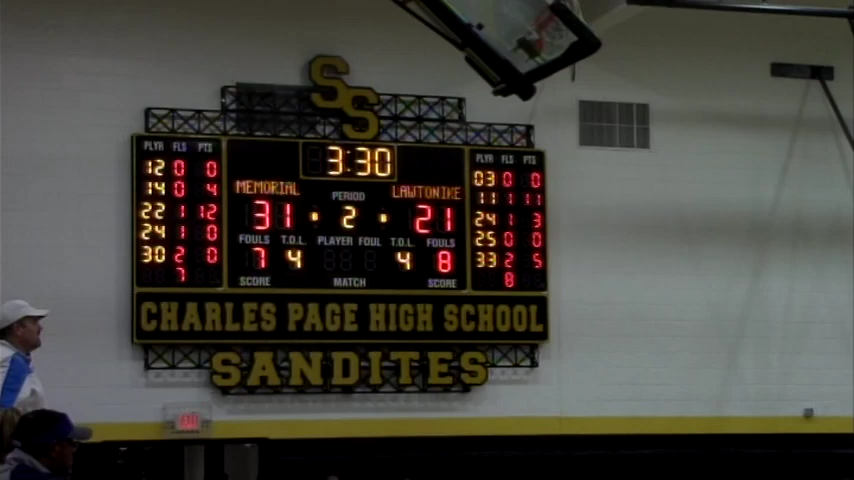 SS
PLYR FLS PTS
12 0 0
14 0 4
22 1 12
24 1 0
30 2 0
7
3:30
MEMORIAL PERIOD LAWTONIKE
31 2 21
FOULS T.O.L. PLAYER FOUL T.O.L. FOULS
7 4 4 8
SCORE MATCH SCORE
PLYR FLS PTS
03 0 0
11 1 11
24 1 3
25 0 0
33 2 5
8
CHARLES PAGE HIGH SCHOOL
SANDITES
EXIT